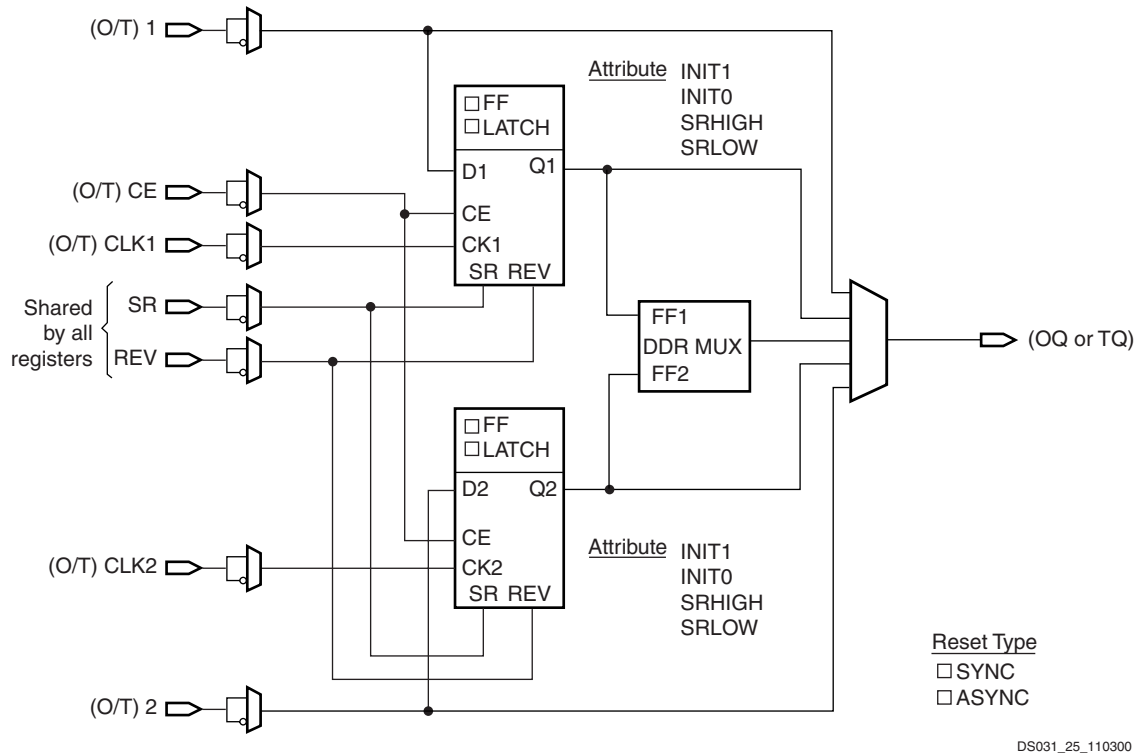 (O/T) 1
Attribute INIT1
INIT0
SRHIGH
SRLOW
FF
LATCH
D1 Q1
CE
CK1
SR REV
(O/T) CE
(O/T) CLK1
Shared
by all
registers
SR
REV
FF1
DDR MUX
FF2
(OQ or TQ)
FF
LATCH
D2 Q2
CE
CK2
SR REV
Attribute INIT1
INIT0
SRHIGH
SRLOW
(O/T) CLK2
(O/T) 2
Reset Type
SYNC
ASYNC
DS031_25_110300